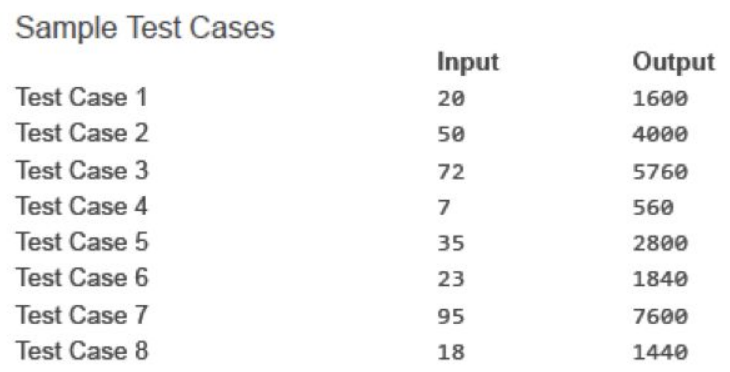 Sample Test Cases
Input Output
Test Case 1 20 1600
Test Case 2 50 4000
Test Case 3 72 5760
Test Case 4 7 560
Test Case 5 35 2800
Test Case 6 23 1840
Test Case 7 95 7600
Test Case 8 18 1440